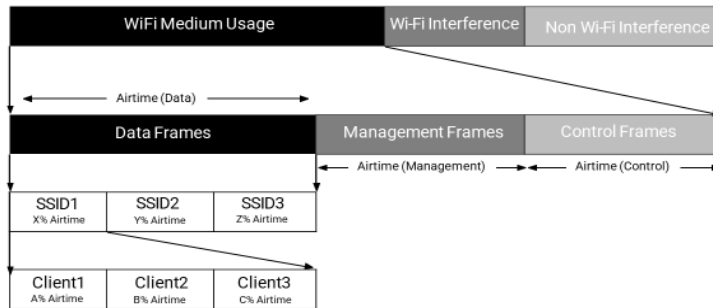 WiFi Medium Usage
Wi-Fi Interference
Non Wi-Fi Interference
Airtime (Data)
Data Frames
Management Frames
Control Frames
Airtime (Management)
Airtime (Control)
SSID1
X% Airtime
SSID2
Y% Airtime
SSID3
Z% Airtime
Client1
A% Airtime
Client2
B% Airtime
Client3
C% Airtime